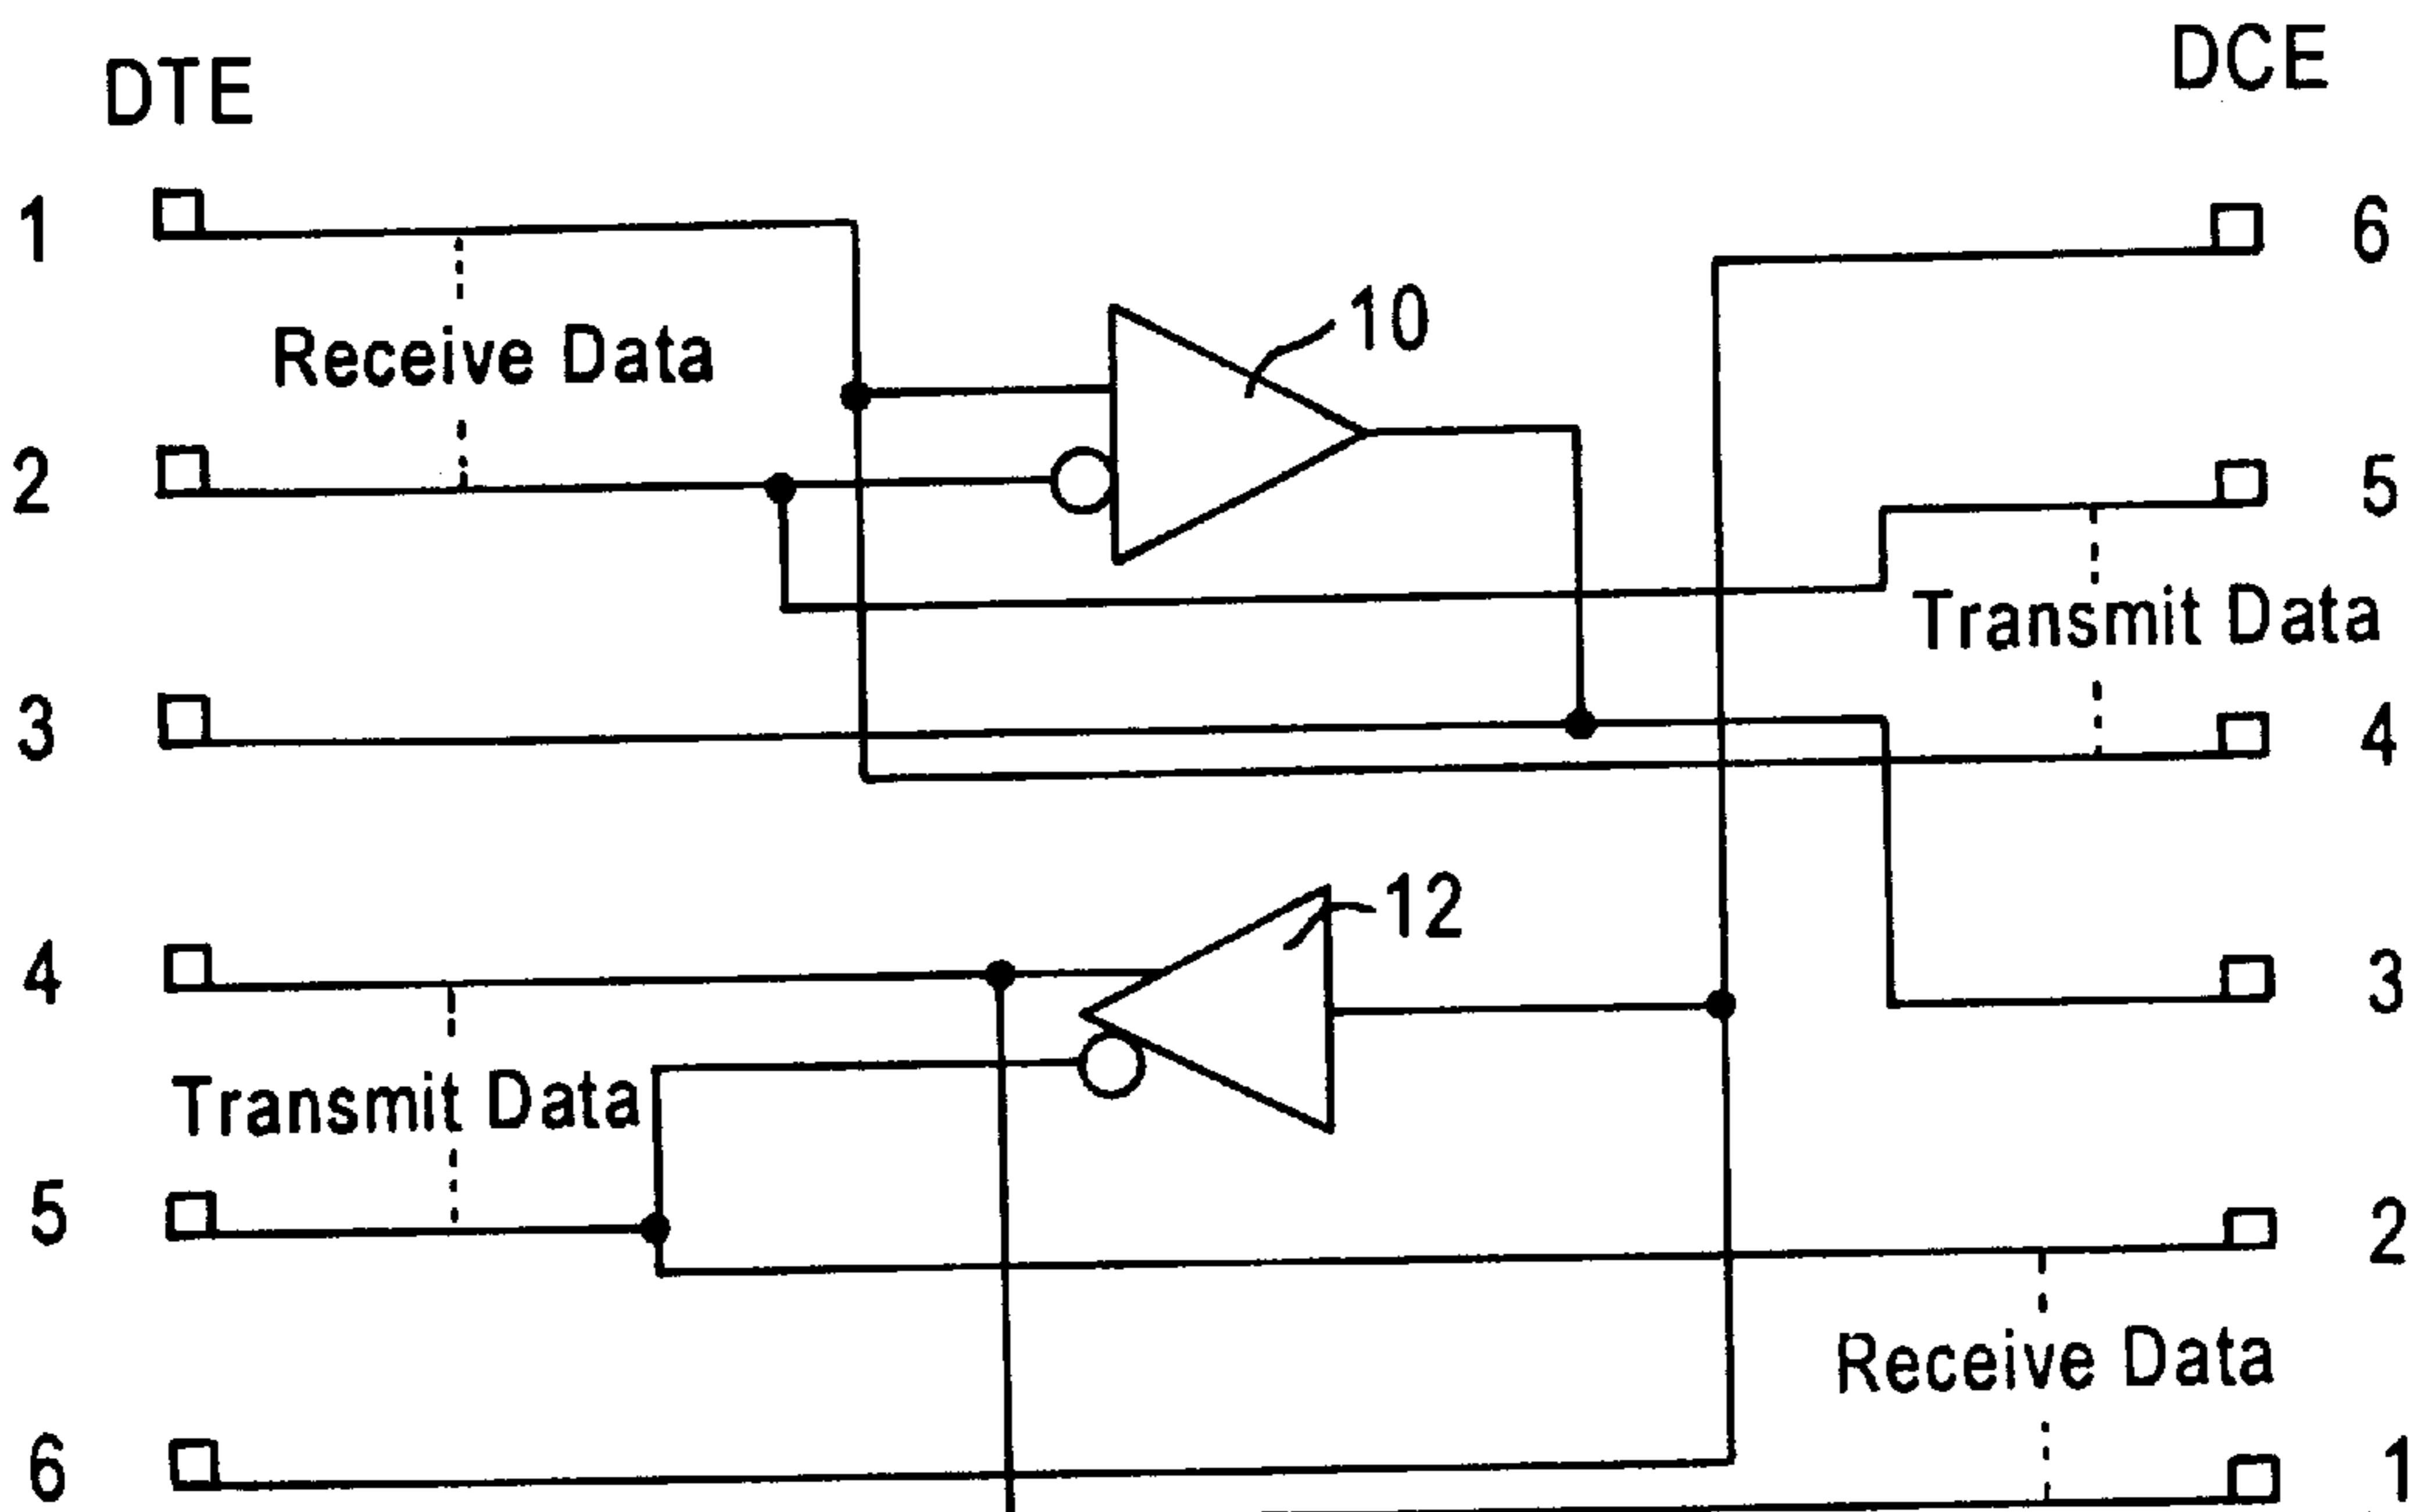 DTE DCE
1 6
10
Receive Data
2 5
Transmit Data
3 4
12
4 3
Transmit Data
5 2
Receive Data
6 1